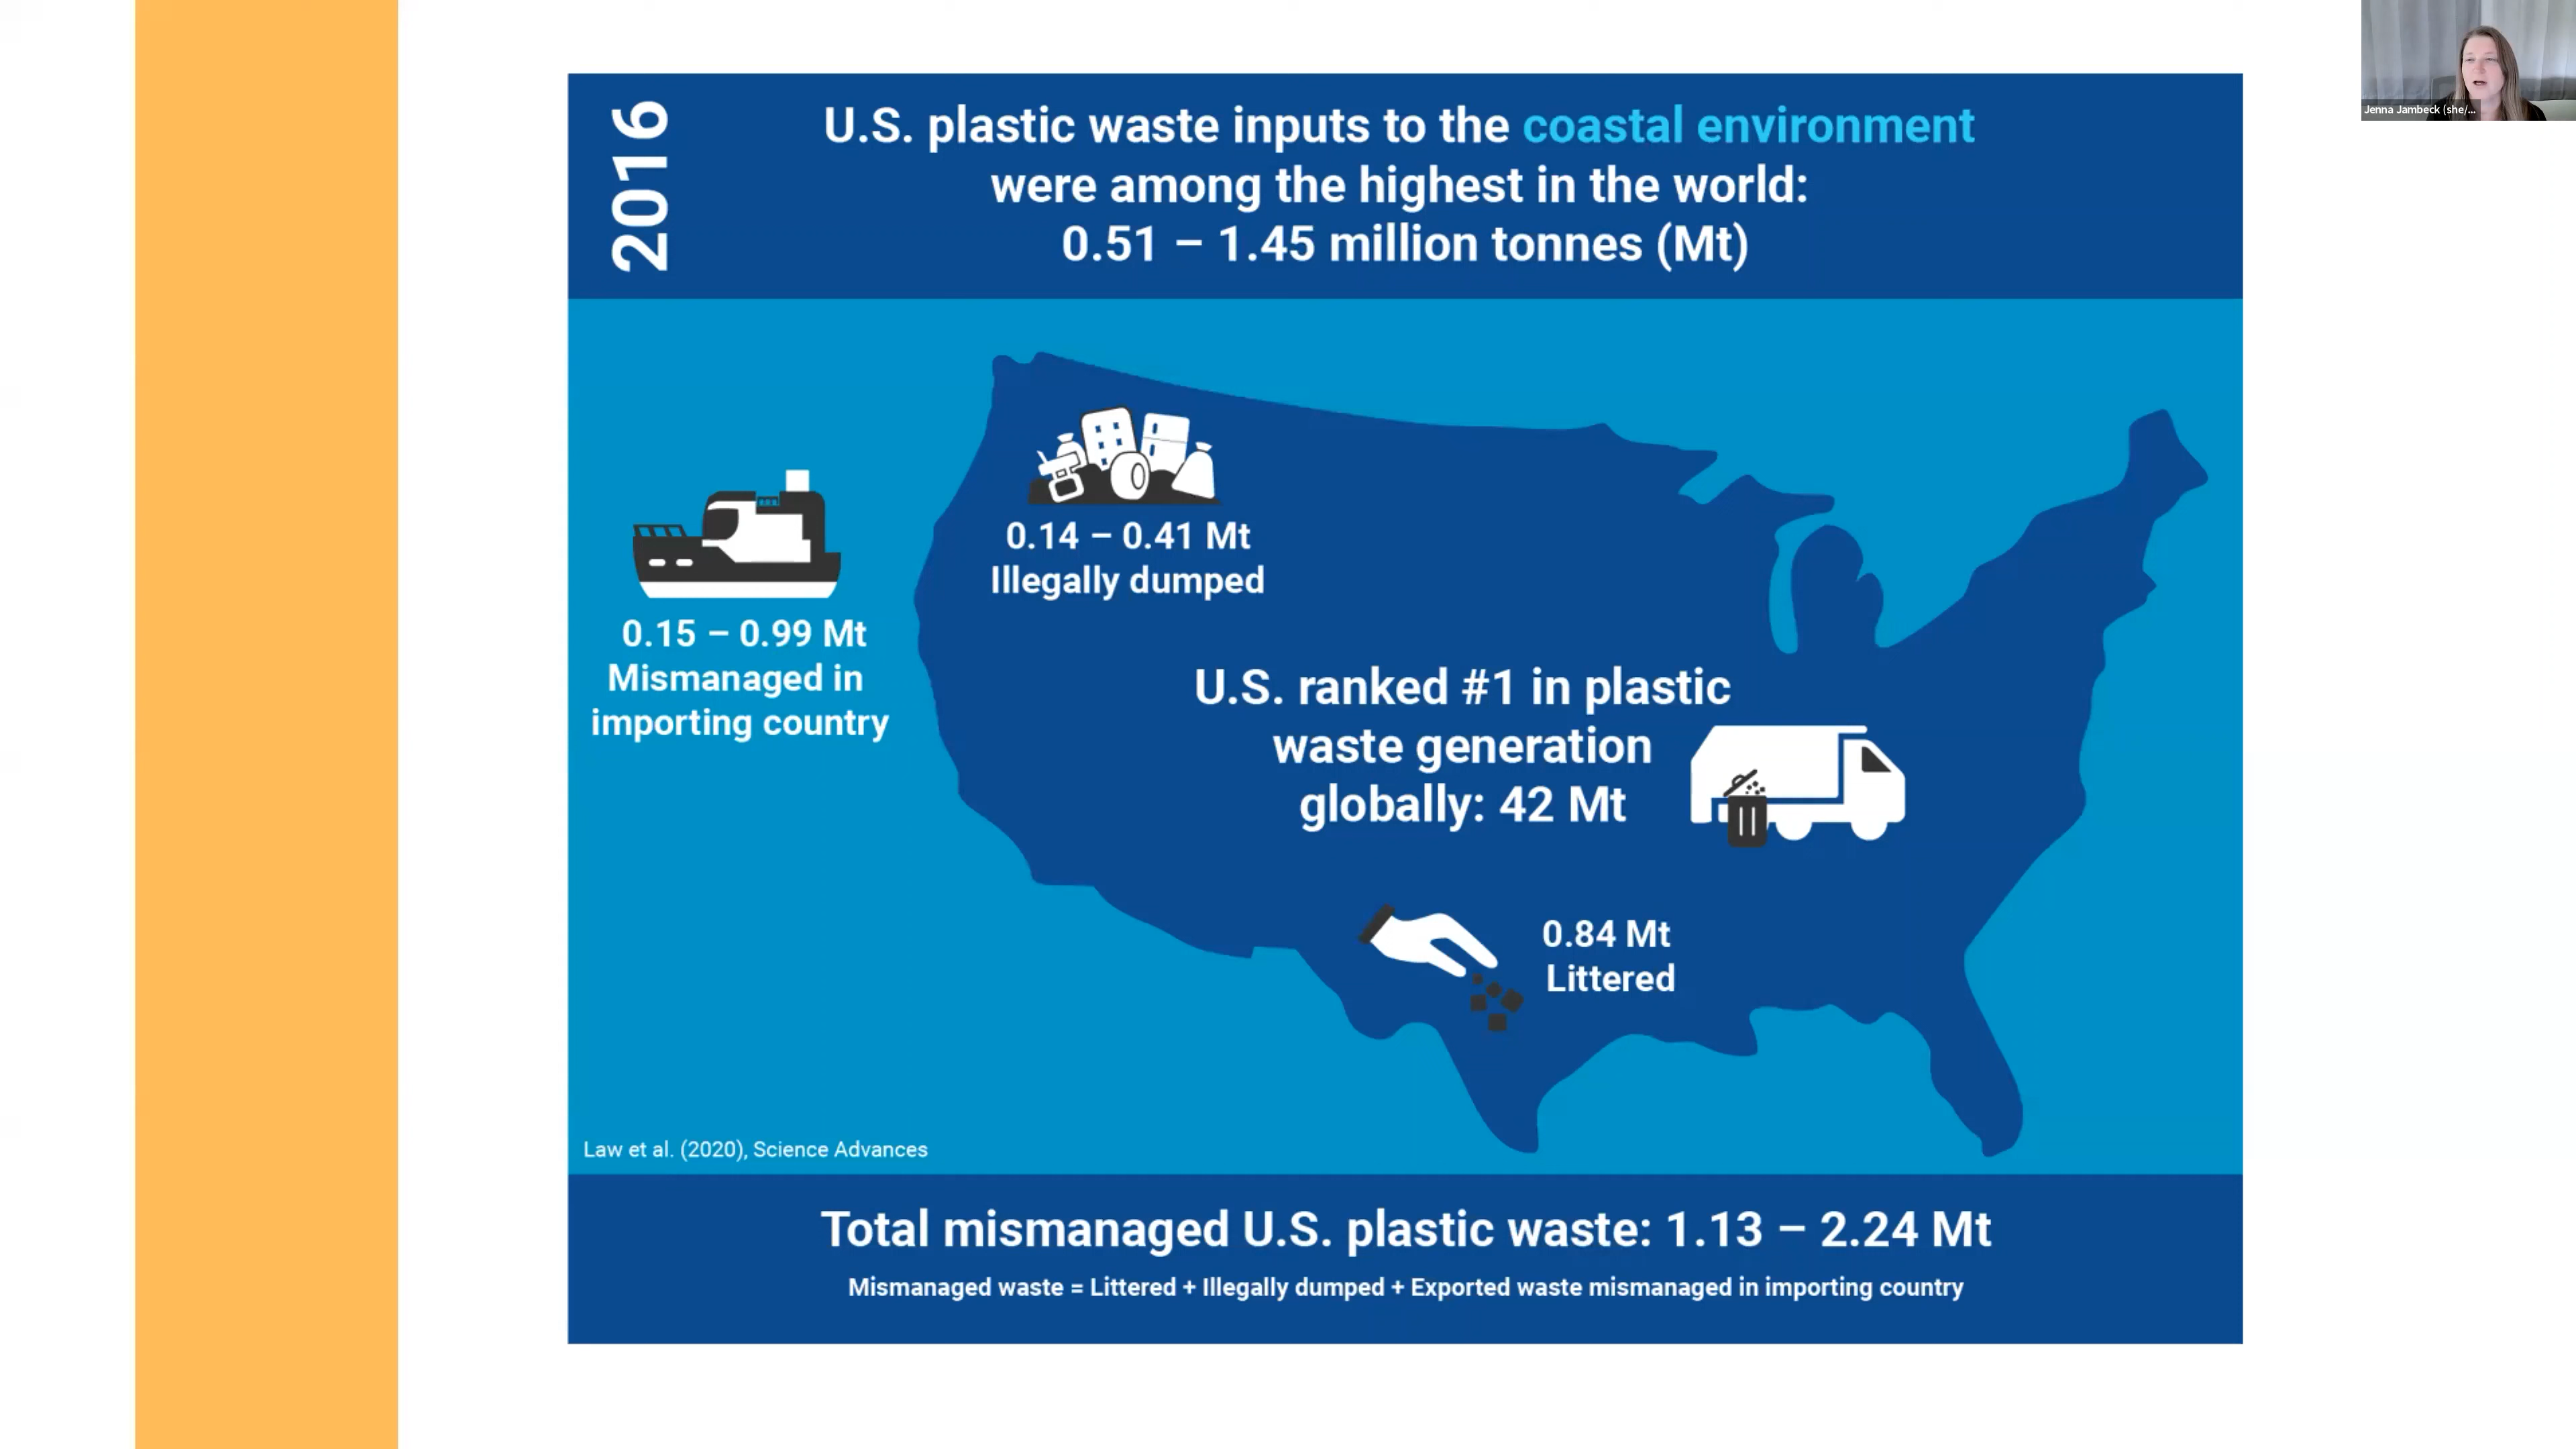 2016
U.S. plastic waste inputs to the coastal environment
were among the highest in the world:
0.51 – 1.45 million tonnes (Mt)
Jenna Jambeck (she/...
0.14 – 0.41 Mt
Illegally dumped
0.15 – 0.99 Mt
Mismanaged in
importing country
U.S. ranked #1 in plastic
waste generation
globally: 42 Mt
0.84 Mt
Littered
Law et al. (2020), Science Advances
Total mismanaged U.S. plastic waste: 1.13 – 2.24 Mt
Mismanaged waste = Littered + Illegally dumped + Exported waste mismanaged in importing country